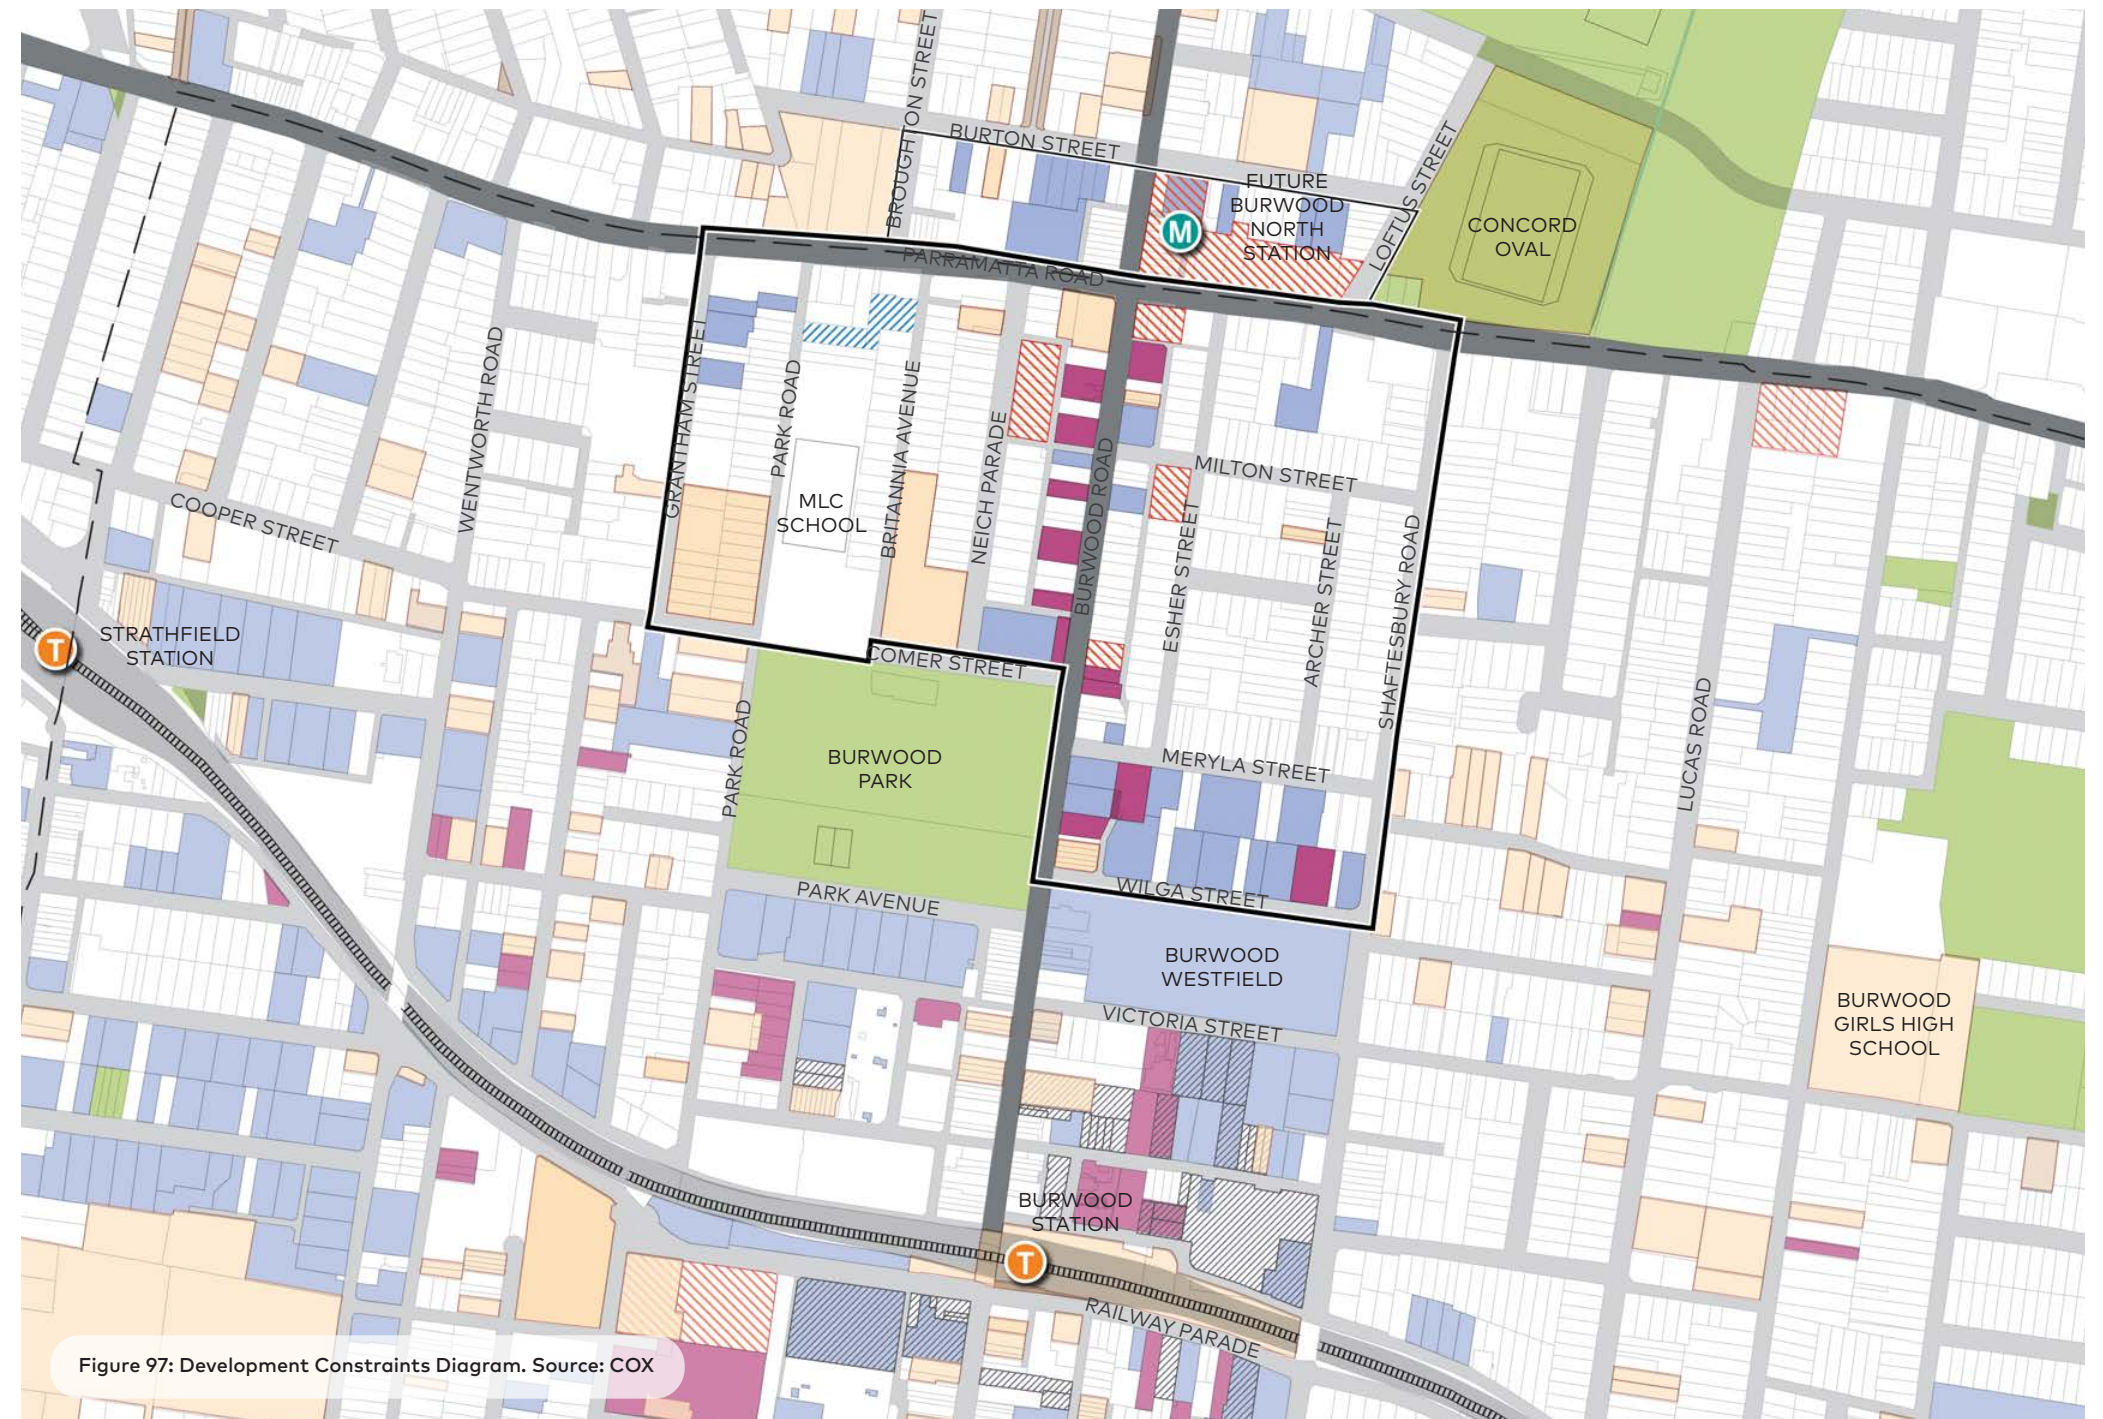 BROUGHTON STREET
BURTON STREET
FUTURE
BURWOOD
NORTH
STATION
M
LOFTUS STREET
CONCORD
OVAL
PARRAMATTA ROAD
WENTWORTH ROAD
GRANTHAM STREET
PARK ROAD
BRITANNIA AVENUE
NEICH PARADE
BURWOOD ROAD
MILTON STREET
COOPER STREET
MLC
SCHOOL
ESHER STREET
ARCHER STREET
SHAFTESBURY ROAD
T
STRATHFIELD
STATION
COMER STREET
LUCAS ROAD
PARK ROAD
BURWOOD
PARK
MERYLA STREET
PARK AVENUE
WILGA STREET
BURWOOD
WESTFIELD
VICTORIA STREET
BURWOOD
GIRLS HIGH
SCHOOL
BURWOOD
STATION
T
RAILWAY PARADE
Figure 97: Development Constraints Diagram. Source: COX